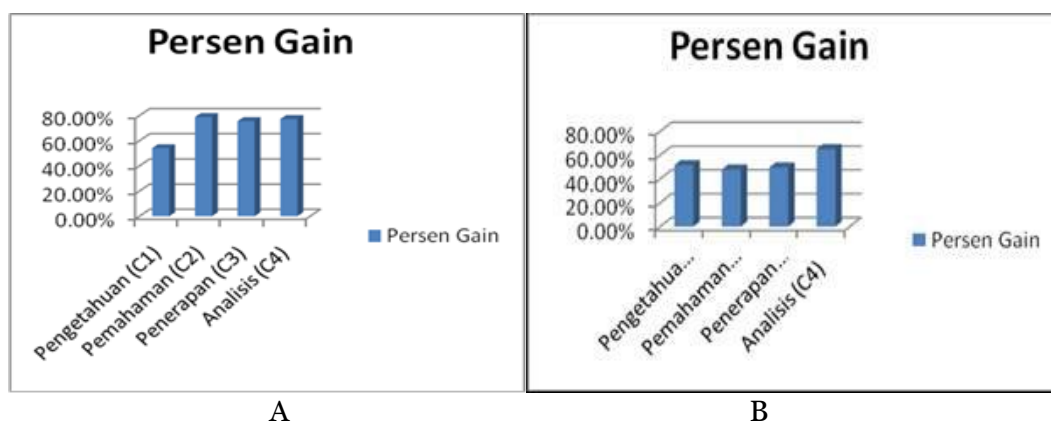 Persen Gain
80.00%
60.00%
40.00%
20.00%
0.00%
Pengetahuan (C1)
Pemahaman (C2)
Penerapan (C3)
Analisis (C4)
Persen Gain
A
Persen Gain
80.00%
60.00%
40.00%
20.00%
0.00%
Pengetahua...
Pemahaman...
Penerapan...
Analisis (C4)
Persen Gain
B